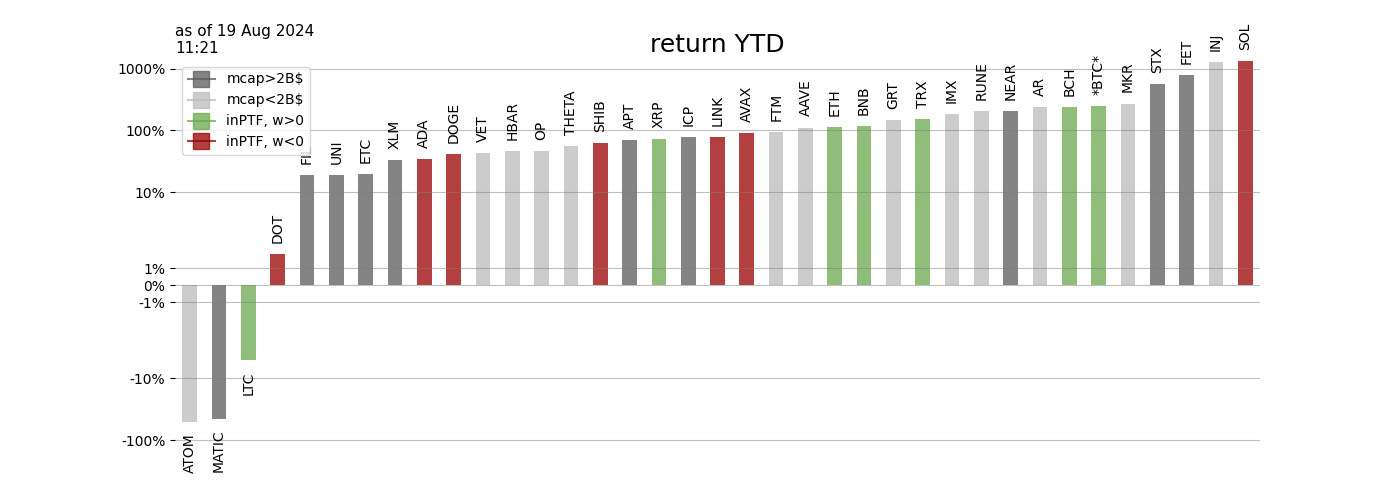 as of 19 Aug 2024
11:21
return YTD
mcap>2B$
mcap<2B$
inPTF, w>0
inPTF, w<0
1000%
100%
10%
1%
0%
-1%
-10%
-100%
ATOM
MATIC
LTC
DOT
UNI
ETC
XLM
ADA
DOGE
VET
HBAR
OP
THETA
SHIB
APT
XRP
ICP
LINK
AVAX
FTM
AAVE
ETH
BNB
GRT
TRX
IMX
RUNE
NEAR
AR
BCH
*BTC*
MKR
STX
FET
INJ
SOL